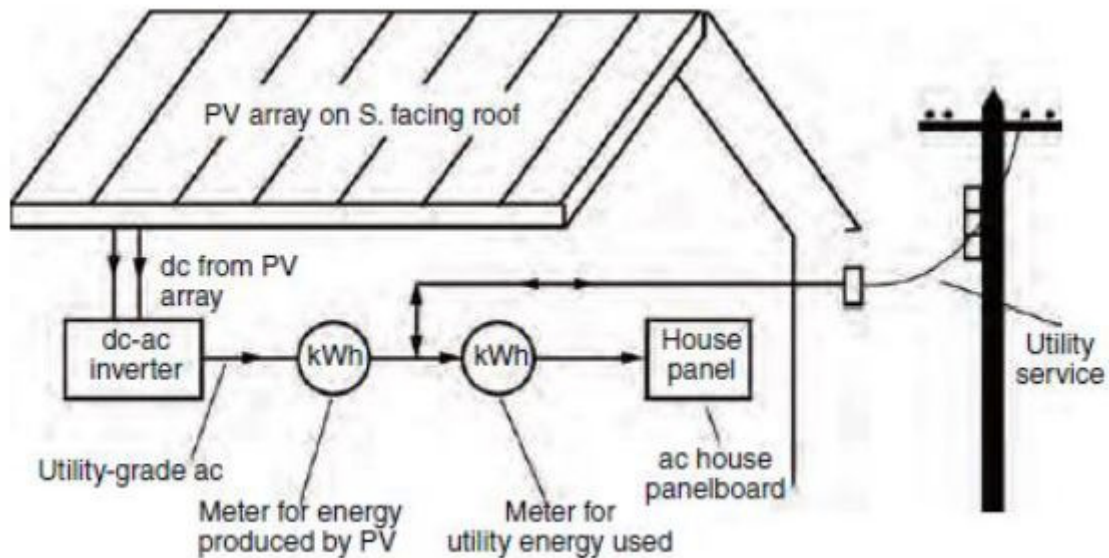 PV array on S. facing roof
dc from PV
array
dc-ac
inverter
kWh
kWh
House
panel
Utility
service
Utility-grade ac
ac house
panelboard
Meter for energy
produced by PV
Meter for
utility energy used